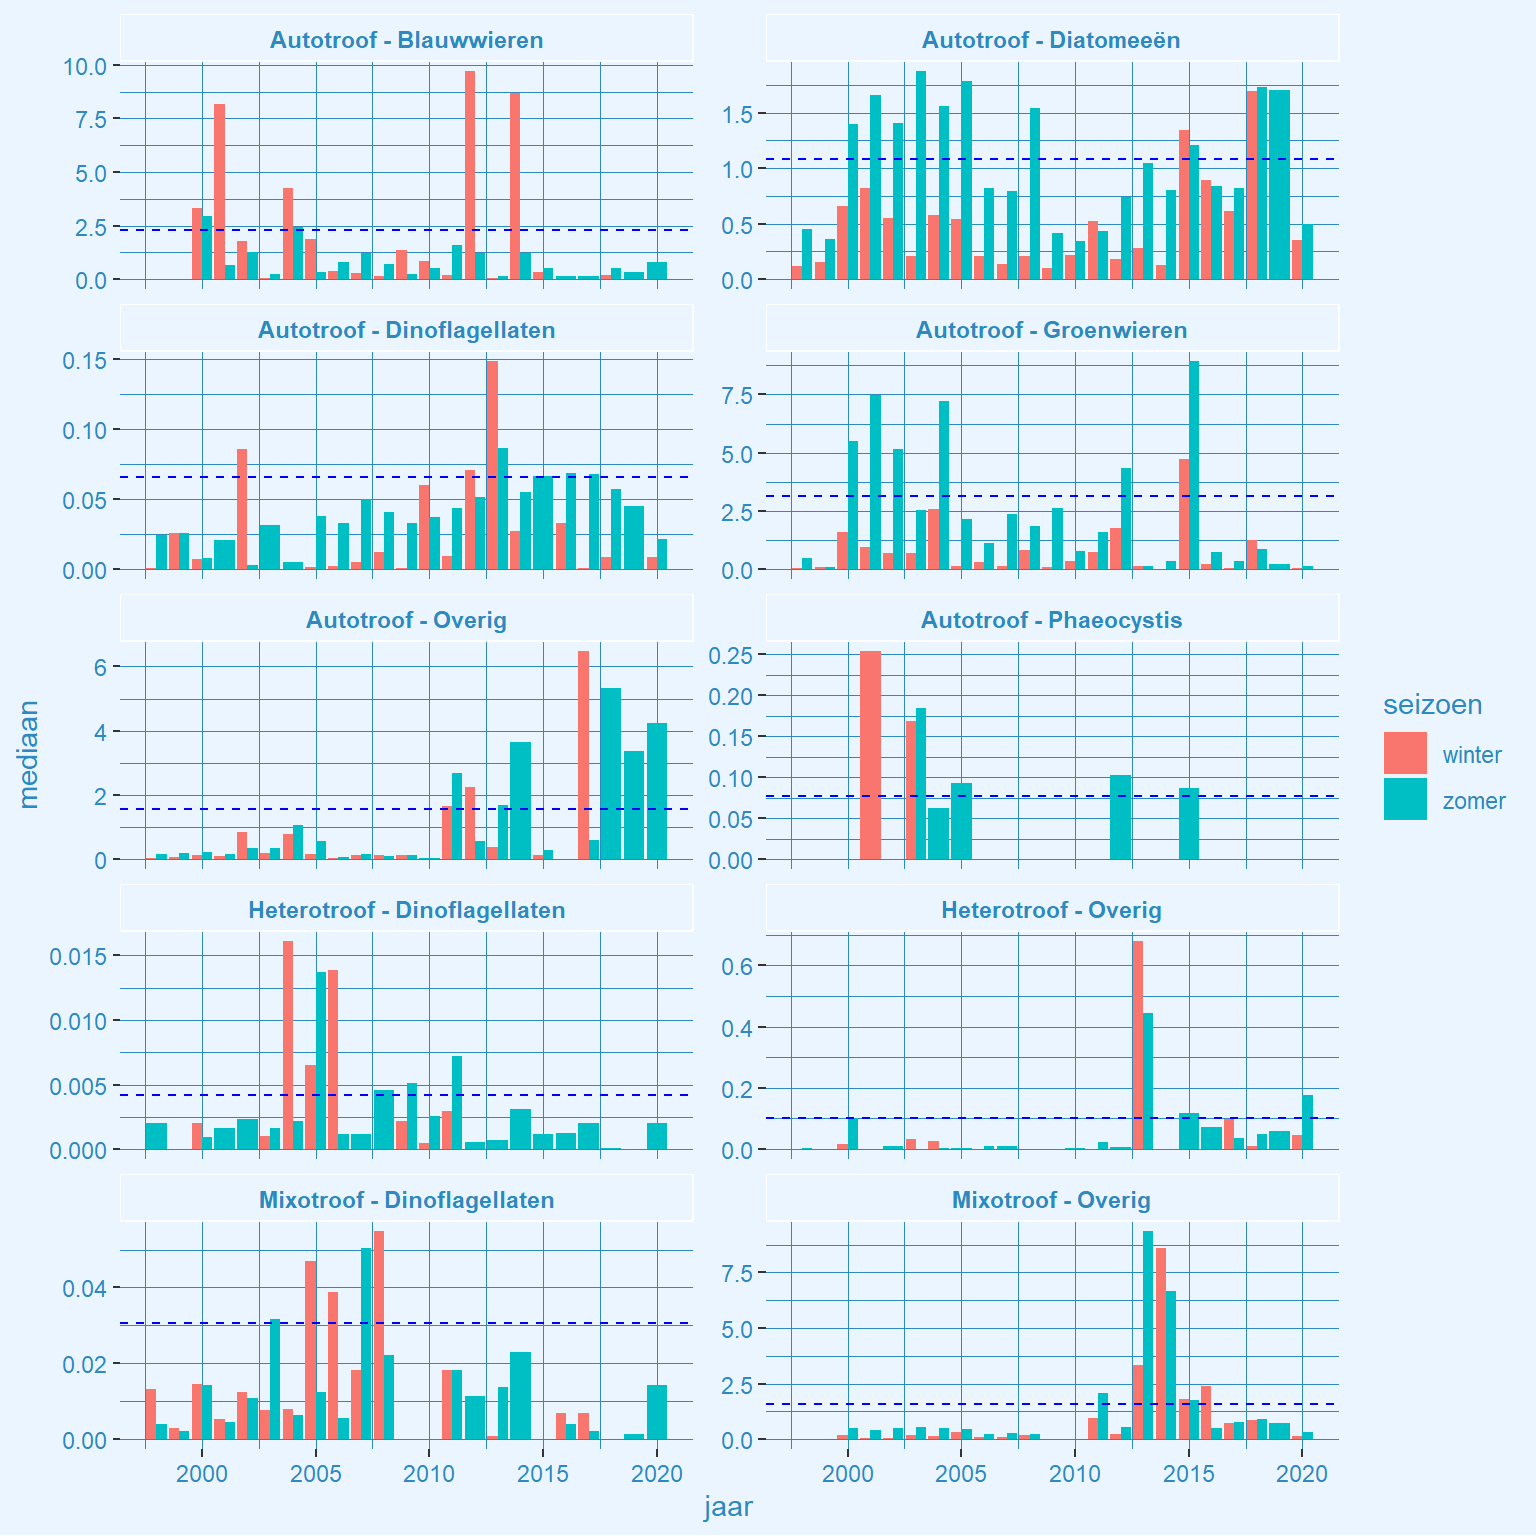 Autotroof - Blauwwieren
Autotroof - Diatomeeën
10.0
7.5
5.0
2.5
0.0
1.5
1.0
0.5
0.0
Autotroof - Dinoflagellaten
Autotroof - Groenwieren
0.15
0.10
0.05
0.00
7.5
5.0
2.5
0.0
Autotroof - Overig
Autotroof - Phaeocystis
6
4
2
0
0.25
0.20
0.15
0.10
0.05
0.00
Heterotroof - Dinoflagellaten
Heterotroof - Overig
0.015
0.010
0.005
0.000
0.6
0.4
0.2
0.0
Mixotroof - Dinoflagellaten
Mixotroof - Overig
0.04
0.02
0.00
7.5
5.0
2.5
0.0
2000 2005 2010 2015 2020
2000 2005 2010 2015 2020
jaar
mediaan
seizoen
winter
zomer